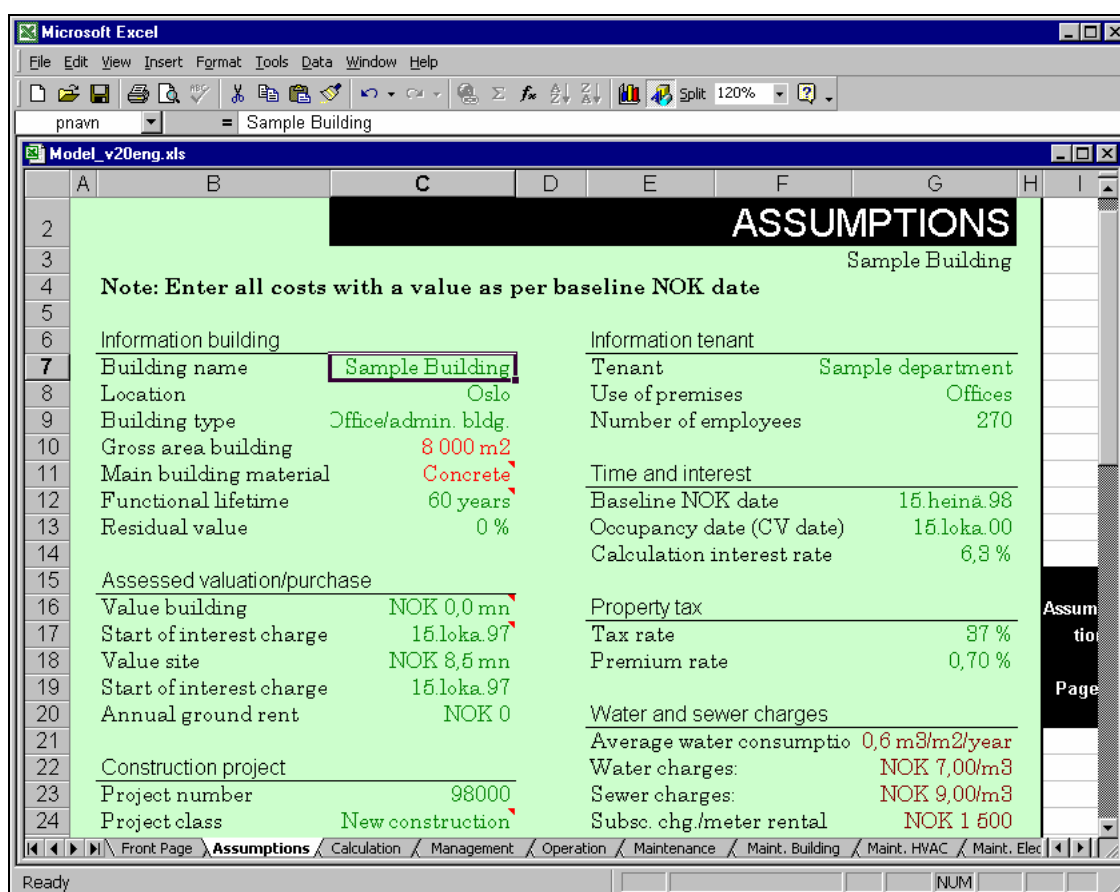 Microsoft Excel
File Edit View Insert Format Tools Data Window Help
Split 120%
pnavn = Sample Building
Model_v20eng.xls
A B C D E F G H I
2 ASSUMPTIONS
3 Sample Building
4 Note: Enter all costs with a value as per baseline NOK date
5
6 Information building Information tenant
7 Building name Sample Building Tenant Sample department
8 Location Oslo Use of premises Offices
9 Building type Office/admin. bldg. Number of employees 270
10 Gross area building 8 000 m2
11 Main building material Concrete Time and interest
12 Functional lifetime 60 years Baseline NOK date 15.heinä.98
13 Residual value 0 % Occupancy date (CV date) 15.loka.00
14 Calculation interest rate 6,3 %
15 Assessed valuation/purchase
16 Value building NOK 0,0 mn Property tax Assum
17 Start of interest charge 15.loka.97 Tax rate 37 % tio
18 Value site NOK 8,5 mn Premium rate 0,70 %
19 Start of interest charge 15.loka.97 Page
20 Annual ground rent NOK 0 Water and sewer charges
21 Average water consumptio 0,6 m3/m2/year
22 Construction project Water charges: NOK 7,00/m3
23 Project number 98000 Sewer charges: NOK 9,00/m3
24 Project class New construction Subsc. chg./meter rental NOK 1 500
Front Page Assumptions Calculation Management Operation Maintenance Maint. Building Maint. HVAC Maint. Elec
Ready NUM